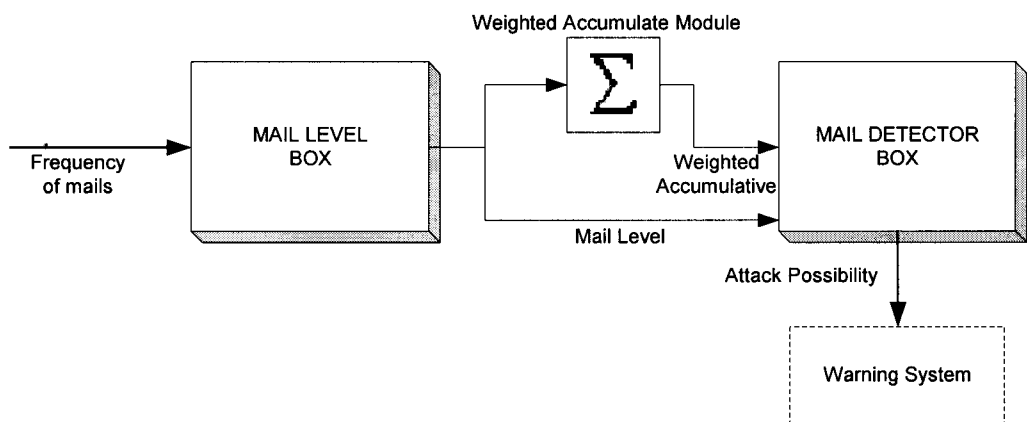 Weighted Accumulate Module
Σ
MAIL LEVEL
BOX
MAIL DETECTOR
BOX
Frequency
of mails
Weighted
Accumulative
Mail Level
Attack Possibility
Warning System